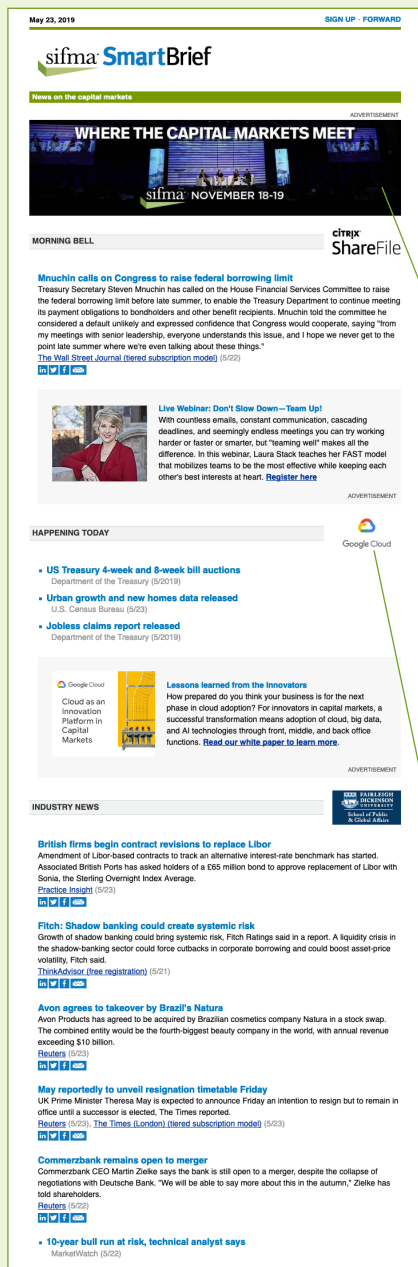 May 23, 2019
SIGN UP · FORWARD
sifma SmartBrief
News on the capital markets
ADVERTISEMENT
WHERE THE CAPITAL MARKETS MEET
sifma NOVEMBER 18-19
MORNING BELL
CITRIX
ShareFile
Mnuchin calls on Congress to raise federal borrowing limit
Treasury Secretary Steven Mnuchin has called on the House Financial Services Committee to raise
the federal borrowing limit before late summer, to enable the Treasury Department to continue meeting
its payment obligations to bondholders and other benefit recipients. Mnuchin told the committee he
considered a default unlikely and expressed confidence that Congress would cooperate, saying "from
my meetings with senior leadership, everyone understands this issue, and I hope we never get to the
point late summer where we're even talking about these things."
The Wall Street Journal (tiered subscription model) (5/22)
Live Webinar: Don't Slow Down—Team Up!
With countless emails, constant communication, cascading
deadlines, and seemingly endless meetings you can try working
harder or faster or smarter, but "teaming well" makes all the
difference. In this webinar, Laura Stack teaches her FAST model
that mobilizes teams to be the most effective while keeping each
other's best interests at heart. Register here
ADVERTISEMENT
HAPPENING TODAY
Google Cloud
US Treasury 4-week and 8-week bill auctions
Department of the Treasury (5/2019)
Urban growth and new homes data released
U.S. Census Bureau (5/23)
Jobless claims report released
Department of the Treasury (5/2019)
Google Cloud
Cloud as an
Innovation
Platform in
Capital
Markets
Lessons learned from the Innovators
How prepared do you think your business is for the next
phase in cloud adoption? For innovators in capital markets, a
successful transformation means adoption of cloud, big data,
and AI technologies through front, middle, and back office
functions. Read our white paper to learn more.
ADVERTISEMENT
INDUSTRY NEWS
FAIRLEIGH
DICKINSON
UNIVERSITY
School of Public
& Global Affairs
British firms begin contract revisions to replace Libor
Amendment of Libor-based contracts to track an alternative interest-rate benchmark has started.
Associated British Ports has asked holders of a £65 million bond to approve replacement of Libor with
Sonia, the Sterling Overnight Index Average.
Practice Insight (5/23)
Fitch: Shadow banking could create systemic risk
Growth of shadow banking could bring systemic risk, Fitch Ratings said in a report. A liquidity crisis in
the shadow-banking sector could force cutbacks in corporate borrowing and could boost asset-price
volatility, Fitch said.
ThinkAdvisor (free registration) (5/21)
Avon agrees to takeover by Brazil's Natura
Avon Products has agreed to be acquired by Brazilian cosmetics company Natura in a stock swap.
The combined entity would be the fourth-biggest beauty company in the world, with annual revenue
exceeding $10 billion.
Reuters (5/23)
May reportedly to unveil resignation timetable Friday
UK Prime Minister Theresa May is expected to announce Friday an intention to resign but to remain in
office until a successor is elected, The Times reported.
Reuters (5/23), The Times (London) (tiered subscription model) (5/23)
Commerzbank remains open to merger
Commerzbank CEO Martin Zielke says the bank is still open to a merger, despite the collapse of
negotiations with Deutsche Bank. "We will be able to say more about this in the autumn," Zielke has
told shareholders.
Reuters (5/22)
10-year bull run at risk, technical analyst says
MarketWatch (5/22)